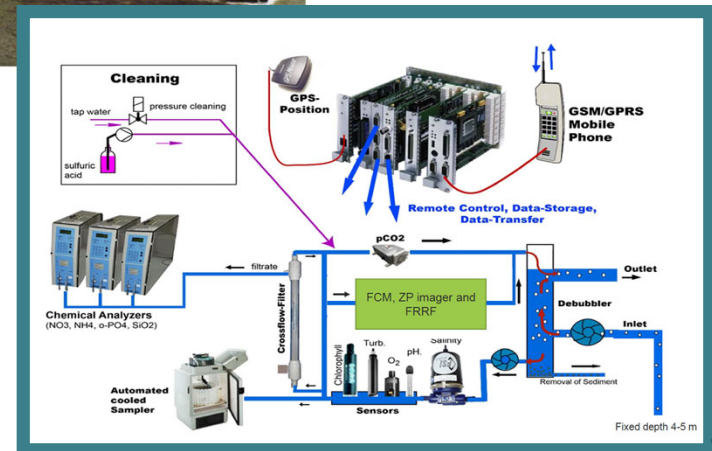 Cleaning
tap water
pressure cleaning
sulfuric
acid
GPS-
Position
GSM/GPRS
Mobile
Phone
Remote Control, Data-Storage,
Data-Transfer
pCO2
filtrate
Chemical Analyzers
(NO3, NH4, o-PO4, SiO2)
Crossflow-Filter
FCM, ZP imager and
FRRF
Outlet
Debubbler
Inlet
Chlorophyll
Turb.
O2
pH.
Salinity
Automated
cooled
Sampler
Sensors
Removal of Sediment
Fixed depth 4-5 m